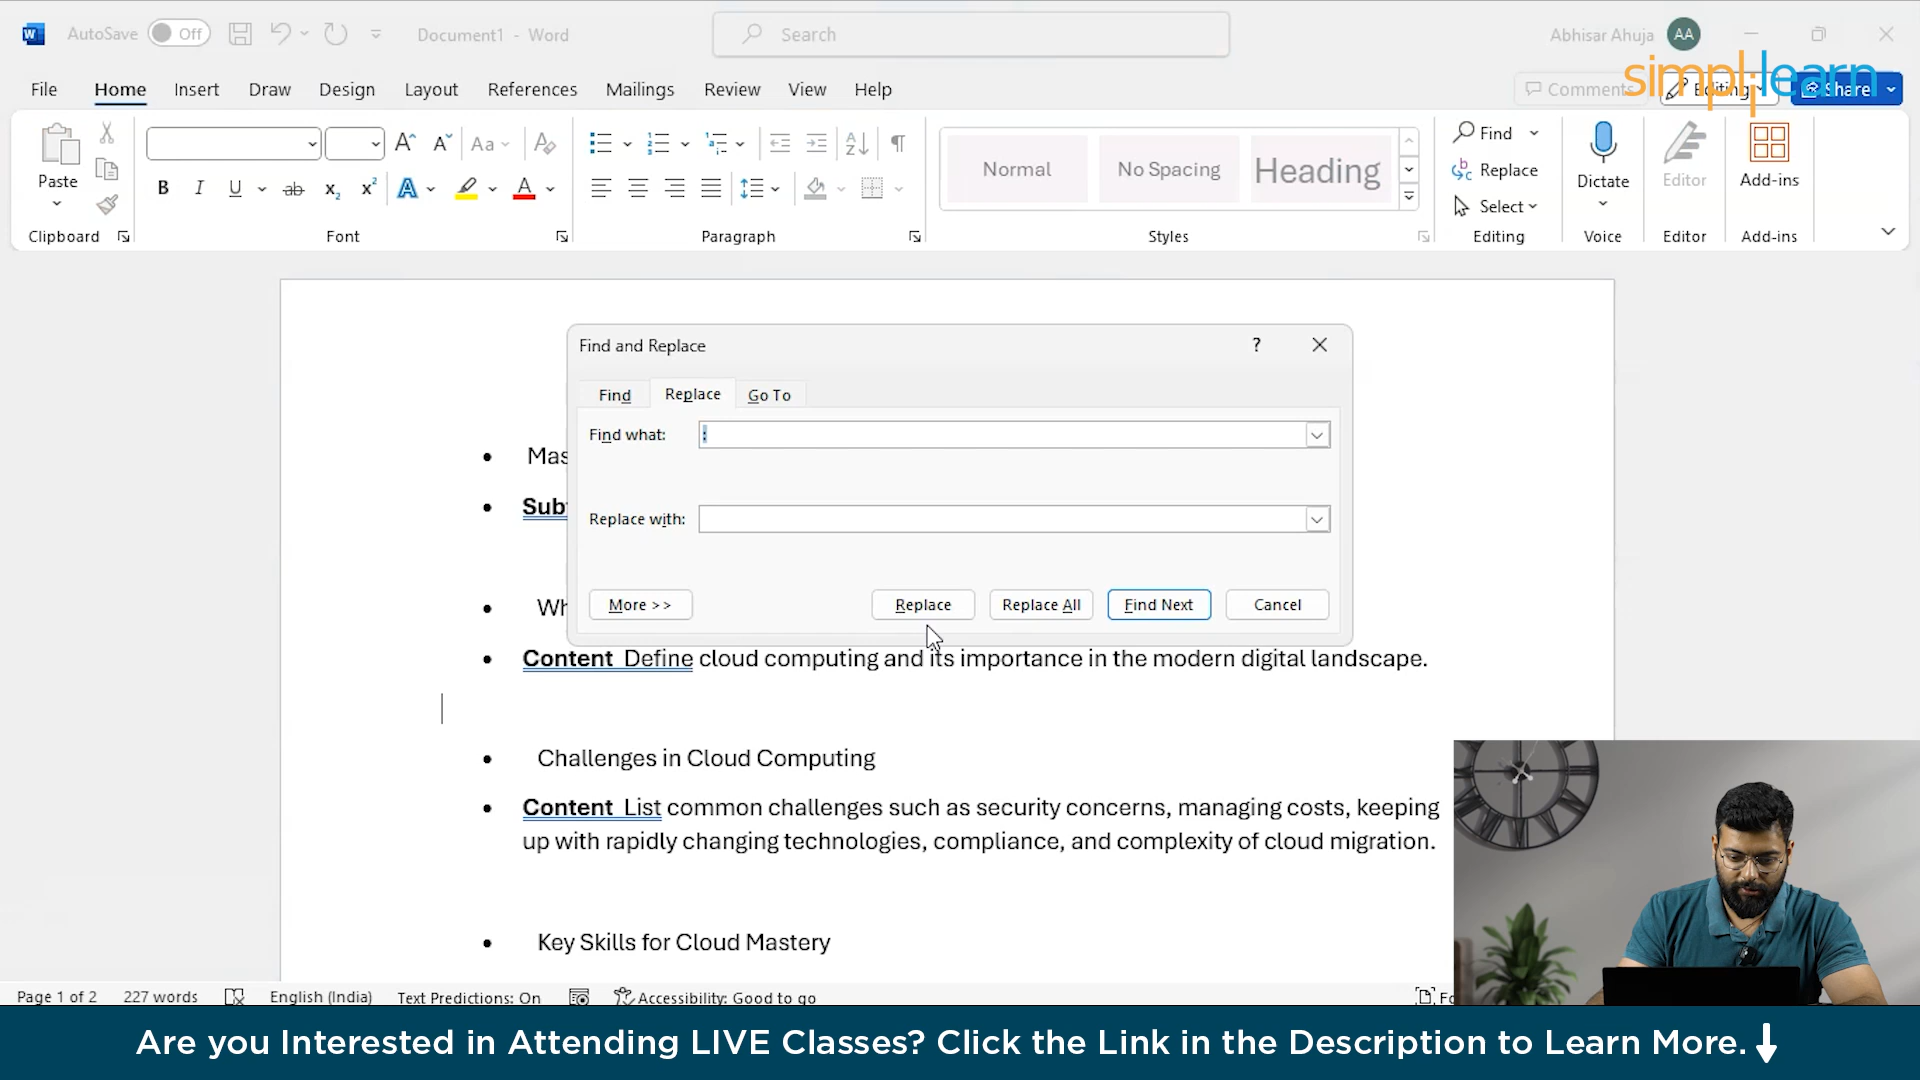 AutoSave Off Document1 - Word Search Abhisar Ahuja AA
simplilearn
File Home Insert Draw Design Layout References Mailings Review View Help Comments Editing Share
Paste Aa Normal No Spacing Heading Find Replace Select Dictate Editor Add-ins
B I U ab x₂ x² A A
Clipboard Font Paragraph Styles Editing Voice Editor Add-ins
Find and Replace ?
Find Replace Go To
Find what: :
Replace with:
More >> Replace Replace All Find Next Cancel
• Content Define cloud computing and its importance in the modern digital landscape.
• Challenges in Cloud Computing
• Content List common challenges such as security concerns, managing costs, keeping
up with rapidly changing technologies, compliance, and complexity of cloud migration.
• Key Skills for Cloud Mastery
Page 1 of 2 227 words English (India) Text Predictions: On Accessibility: Good to go
Are you Interested in Attending LIVE Classes? Click the Link in the Description to Learn More.